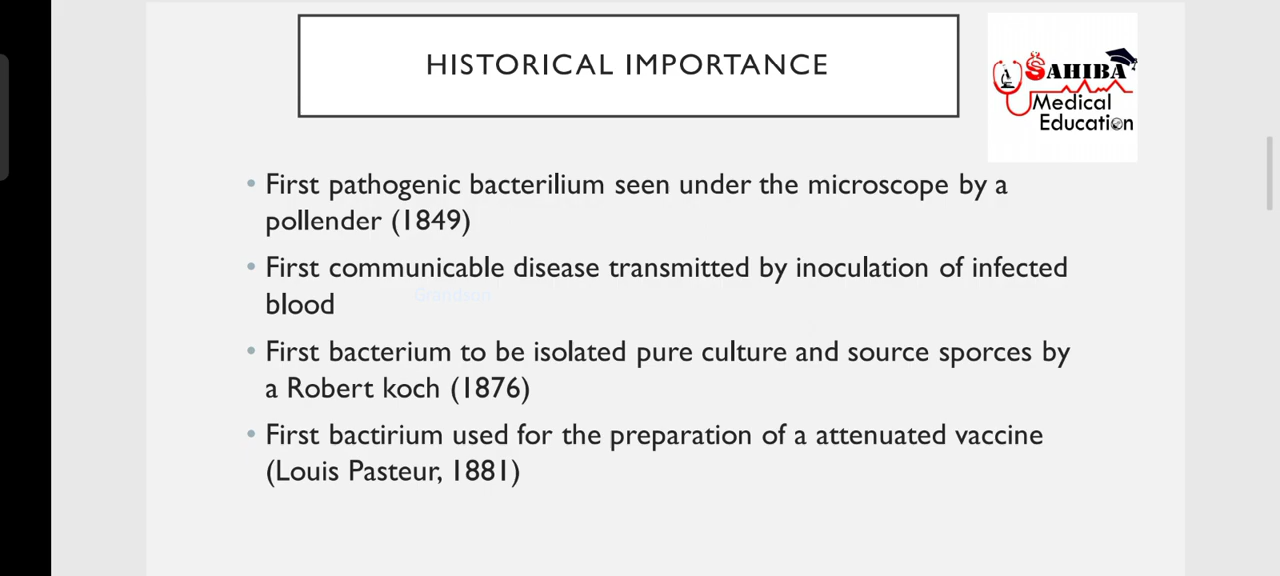 HISTORICAL IMPORTANCE
SAHIBA
Medical
Education
• First pathogenic bacterilium seen under the microscope by a
pollender (1849)
• First communicable disease transmitted by inoculation of infected
blood
Grandson
• First bacterium to be isolated pure culture and source sporces by
a Robert koch (1876)
• First bactirium used for the preparation of a attenuated vaccine
(Louis Pasteur, 1881)